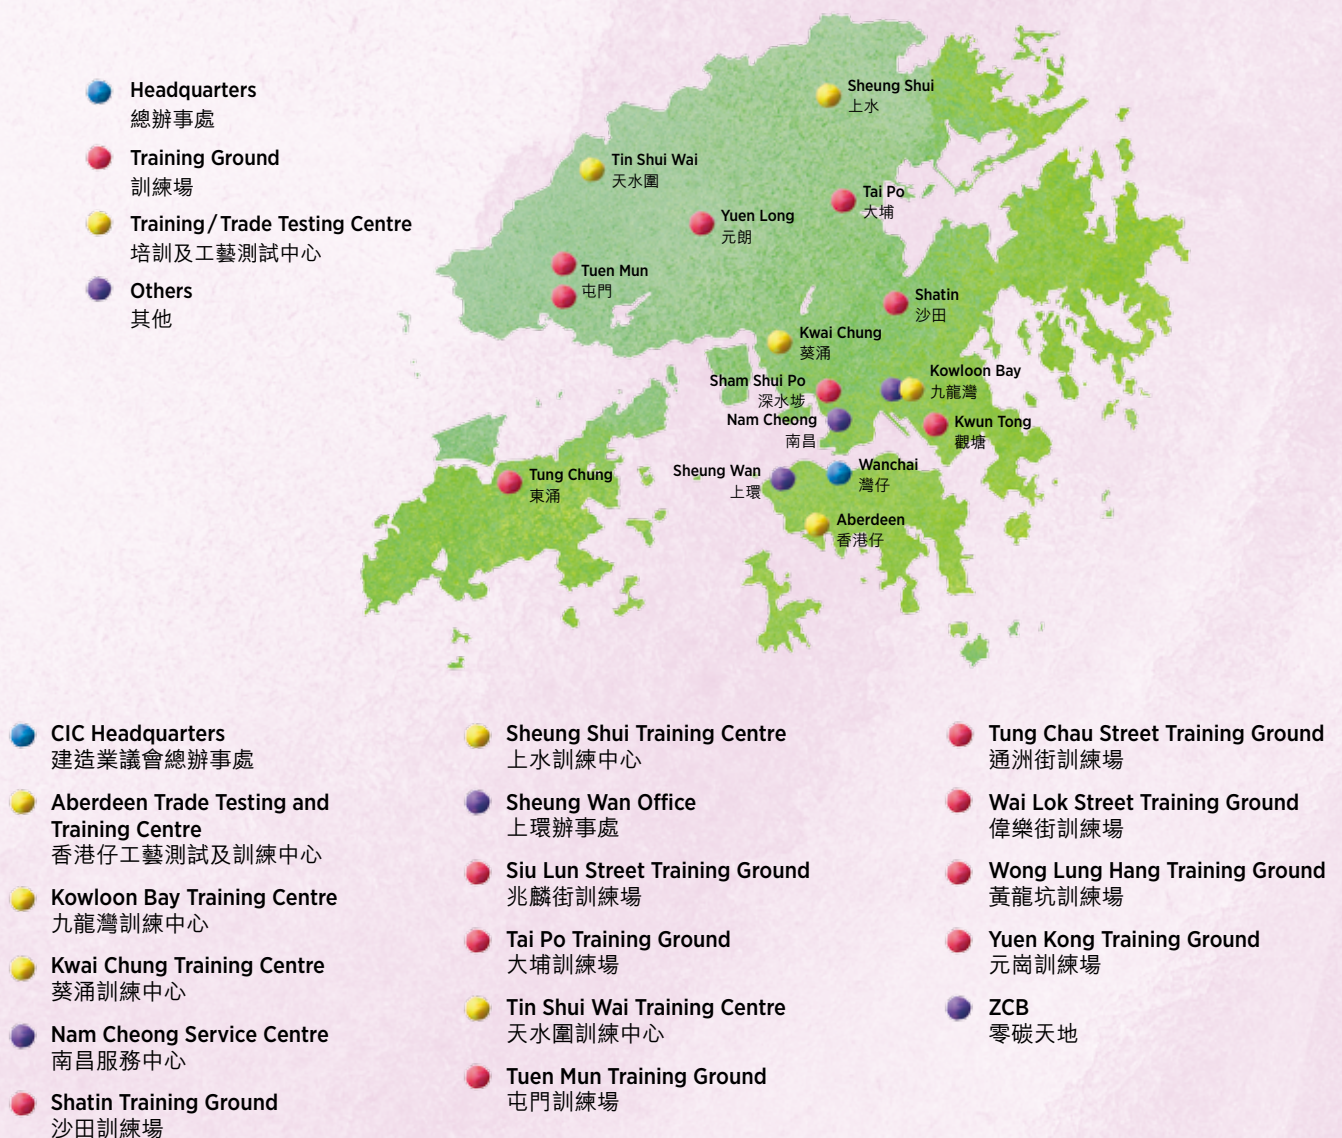 Headquarters
總辦事處
Training Ground
訓練場
Training/Trade Testing Centre
培訓及工藝測試中心
Others
其他
Sheung Shui
上水
Tin Shui Wai
天水圍
Tai Po
大埔
Yuen Long
元朗
Tuen Mun
屯門
Shatin
沙田
Kwai Chung
葵涌
Sham Shui Po
深水埗
Kowloon Bay
九龍灣
Nam Cheong
南昌
Kwun Tong
觀塘
Sheung Wan
上環
Wanchai
灣仔
Tung Chung
東涌
Aberdeen
香港仔
CIC Headquarters
建造業議會總辦事處
Aberdeen Trade Testing and
Training Centre
香港仔工藝測試及訓練中心
Kowloon Bay Training Centre
九龍灣訓練中心
Kwai Chung Training Centre
葵涌訓練中心
Nam Cheong Service Centre
南昌服務中心
Shatin Training Ground
沙田訓練場
Sheung Shui Training Centre
上水訓練中心
Sheung Wan Office
上環辦事處
Siu Lun Street Training Ground
兆麟街訓練場
Tai Po Training Ground
大埔訓練場
Tin Shui Wai Training Centre
天水圍訓練中心
Tuen Mun Training Ground
屯門訓練場
Tung Chau Street Training Ground
通洲街訓練場
Wai Lok Street Training Ground
偉樂街訓練場
Wong Lung Hang Training Ground
黃龍坑訓練場
Yuen Kong Training Ground
元崗訓練場
ZCB
零碳天地